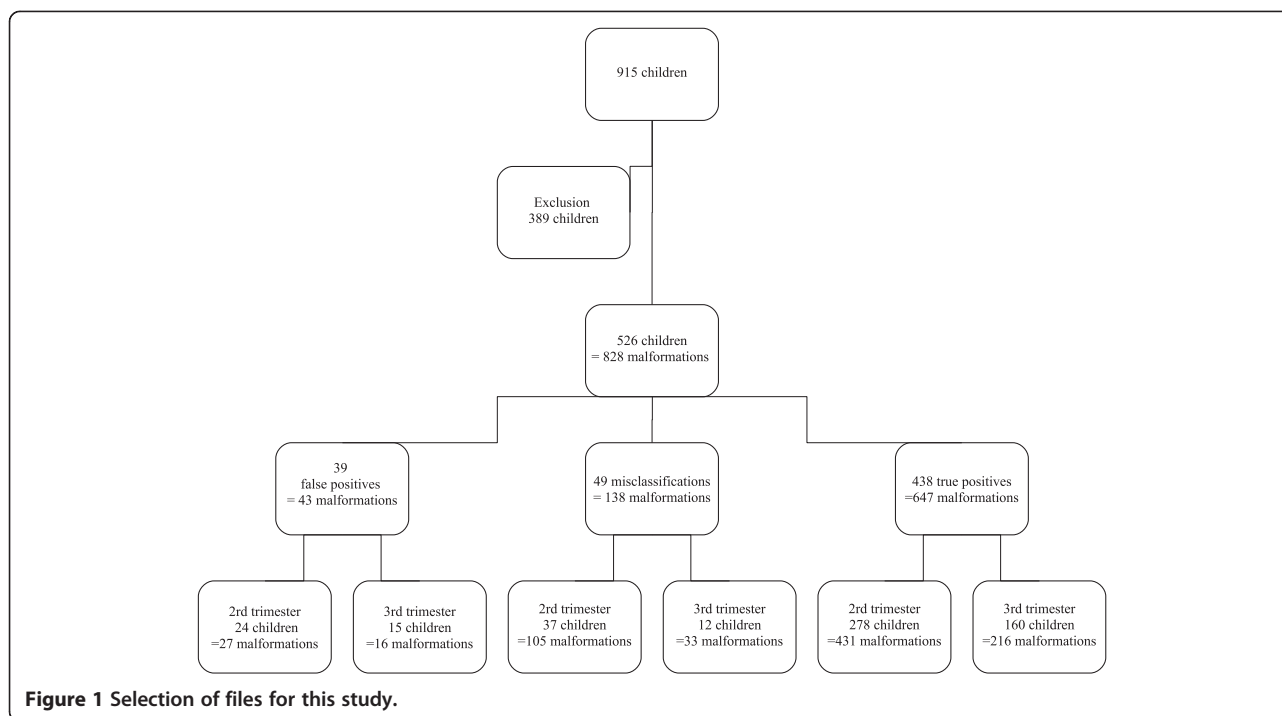 915 children
Exclusion
389 children
526 children
= 828 malformations
39
false positives
= 43 malformations
49 misclassifications
= 138 malformations
438 true positives
=647 malformations
2rd trimester
24 children
=27 malformations
3rd trimester
15 children
=16 malformations
2rd trimester
37 children
=105 malformations
3rd trimester
12 children
=33 malformations
2rd trimester
278 children
=431 malformations
3rd trimester
160 children
=216 malformations
Figure 1 Selection of files for this study.